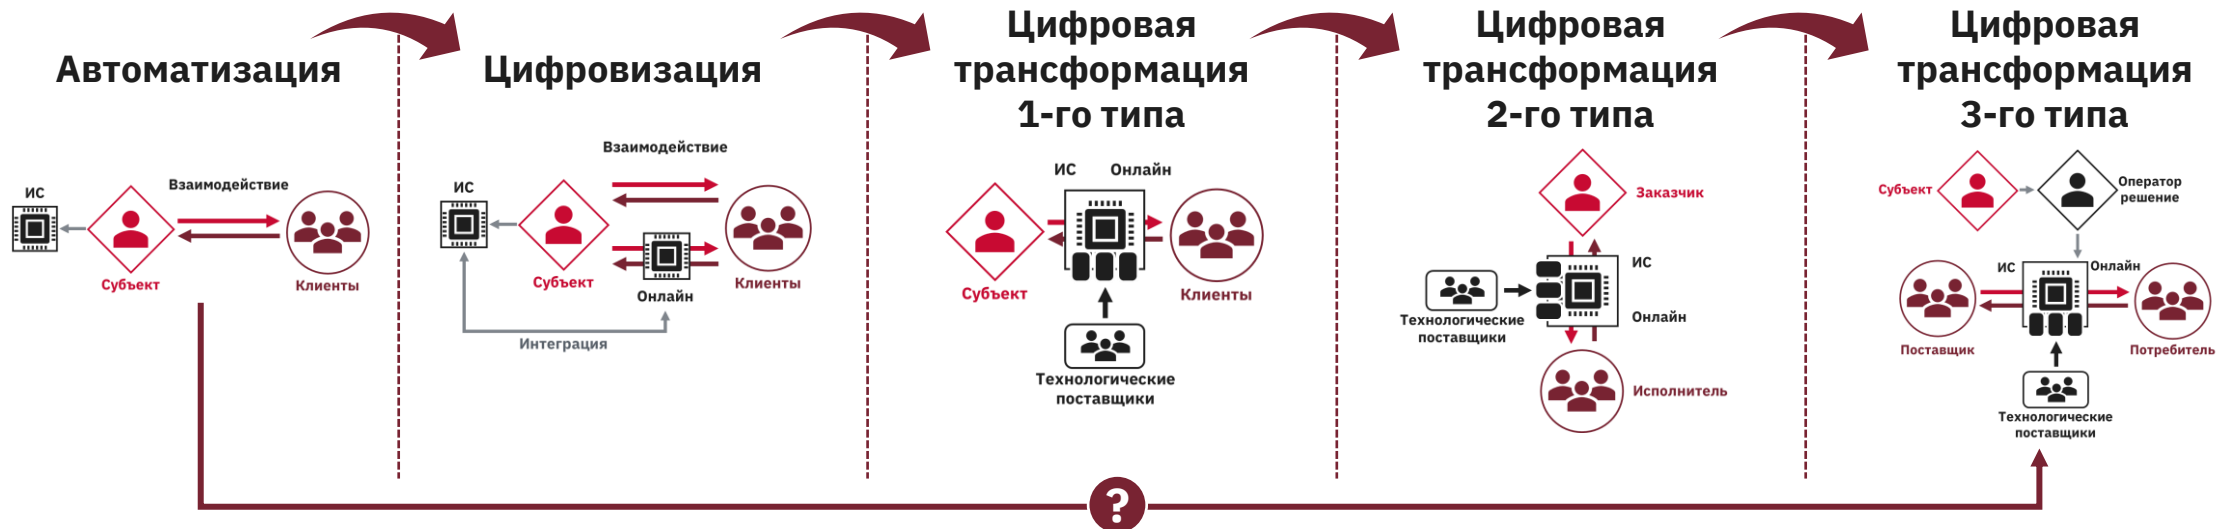 Автоматизация
ИС
Взаимодействие
Субъект
Клиенты
Цифровизация
Взаимодействие
ИС
Субъект
Онлайн
Клиенты
Интеграция
Цифровая
трансформация
1-го типа
ИС
Онлайн
Субъект
Клиенты
Технологические
поставщики
Цифровая
трансформация
2-го типа
Заказчик
ИС
Технологические
поставщики
Онлайн
Исполнитель
Цифровая
трансформация
3-го типа
Субъект
Оператор
решение
ИС
Онлайн
Поставщик
Потребитель
Технологические
поставщики
?